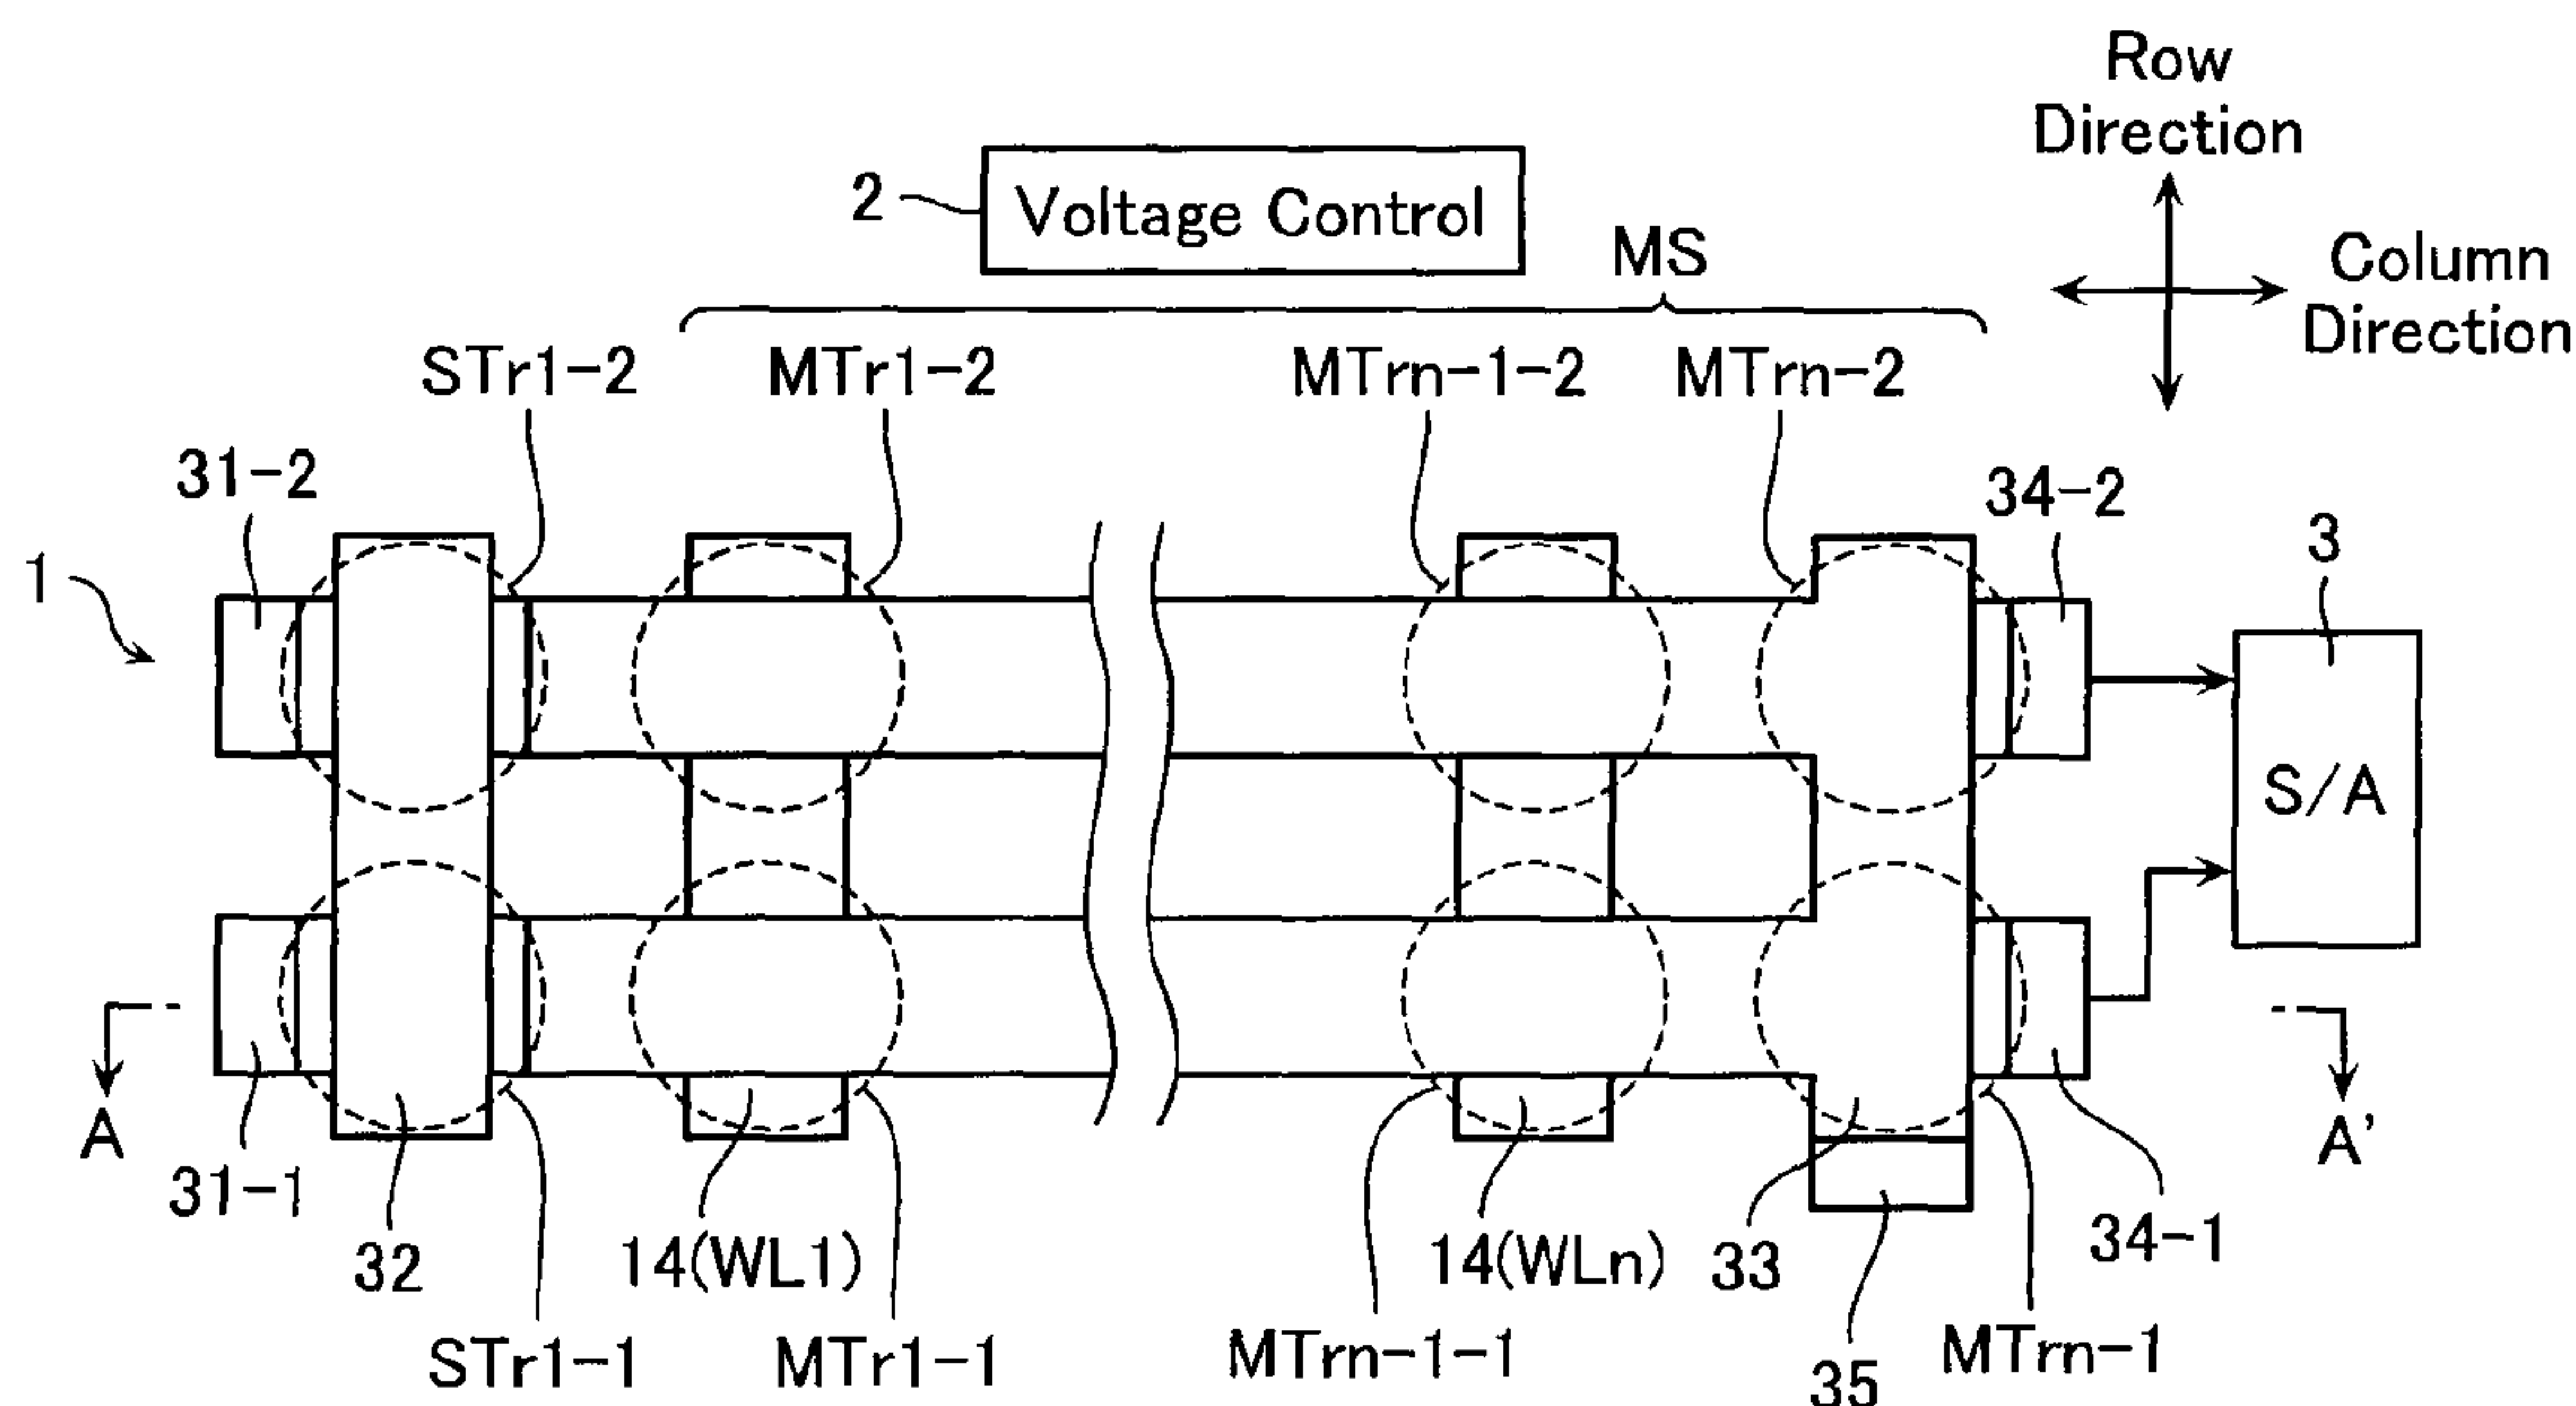 Row
Direction
2 Voltage Control
MS
Column
Direction
STr1-2 MTr1-2 MTrn-1-2 MTrn-2
31-2 34-2
3
1
S/A
A A'
31-1 32 14(WL1) 14(WLn) 33 34-1
STr1-1 MTr1-1 MTrn-1-1 35 MTrn-1